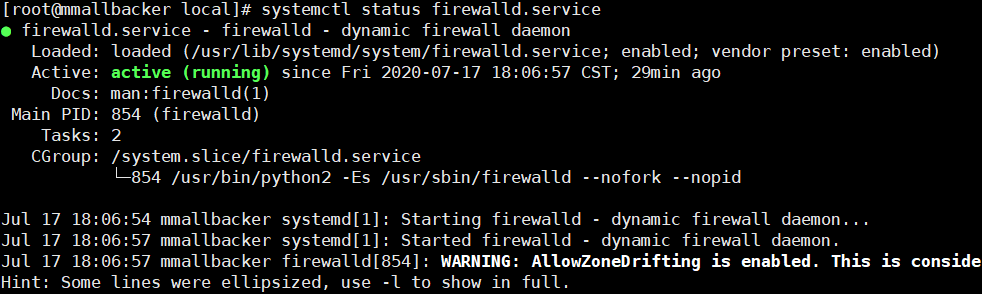 [root@mmallbacker local]# systemctl status firewalld.service
● firewalld.service - firewalld - dynamic firewall daemon
   Loaded: loaded (/usr/lib/systemd/system/firewalld.service; enabled; vendor preset: enabled)
   Active: active (running) since Fri 2020-07-17 18:06:57 CST; 29min ago
     Docs: man:firewalld(1)
 Main PID: 854 (firewalld)
    Tasks: 2
   CGroup: /system.slice/firewalld.service
           └─854 /usr/bin/python2 -Es /usr/sbin/firewalld --nofork --nopid
Jul 17 18:06:54 mmallbacker systemd[1]: Starting firewalld - dynamic firewall daemon...
Jul 17 18:06:57 mmallbacker systemd[1]: Started firewalld - dynamic firewall daemon.
Jul 17 18:06:57 mmallbacker firewalld[854]: WARNING: AllowZoneDrifting is enabled. This is conside
Hint: Some lines were ellipsized, use -l to show in full.